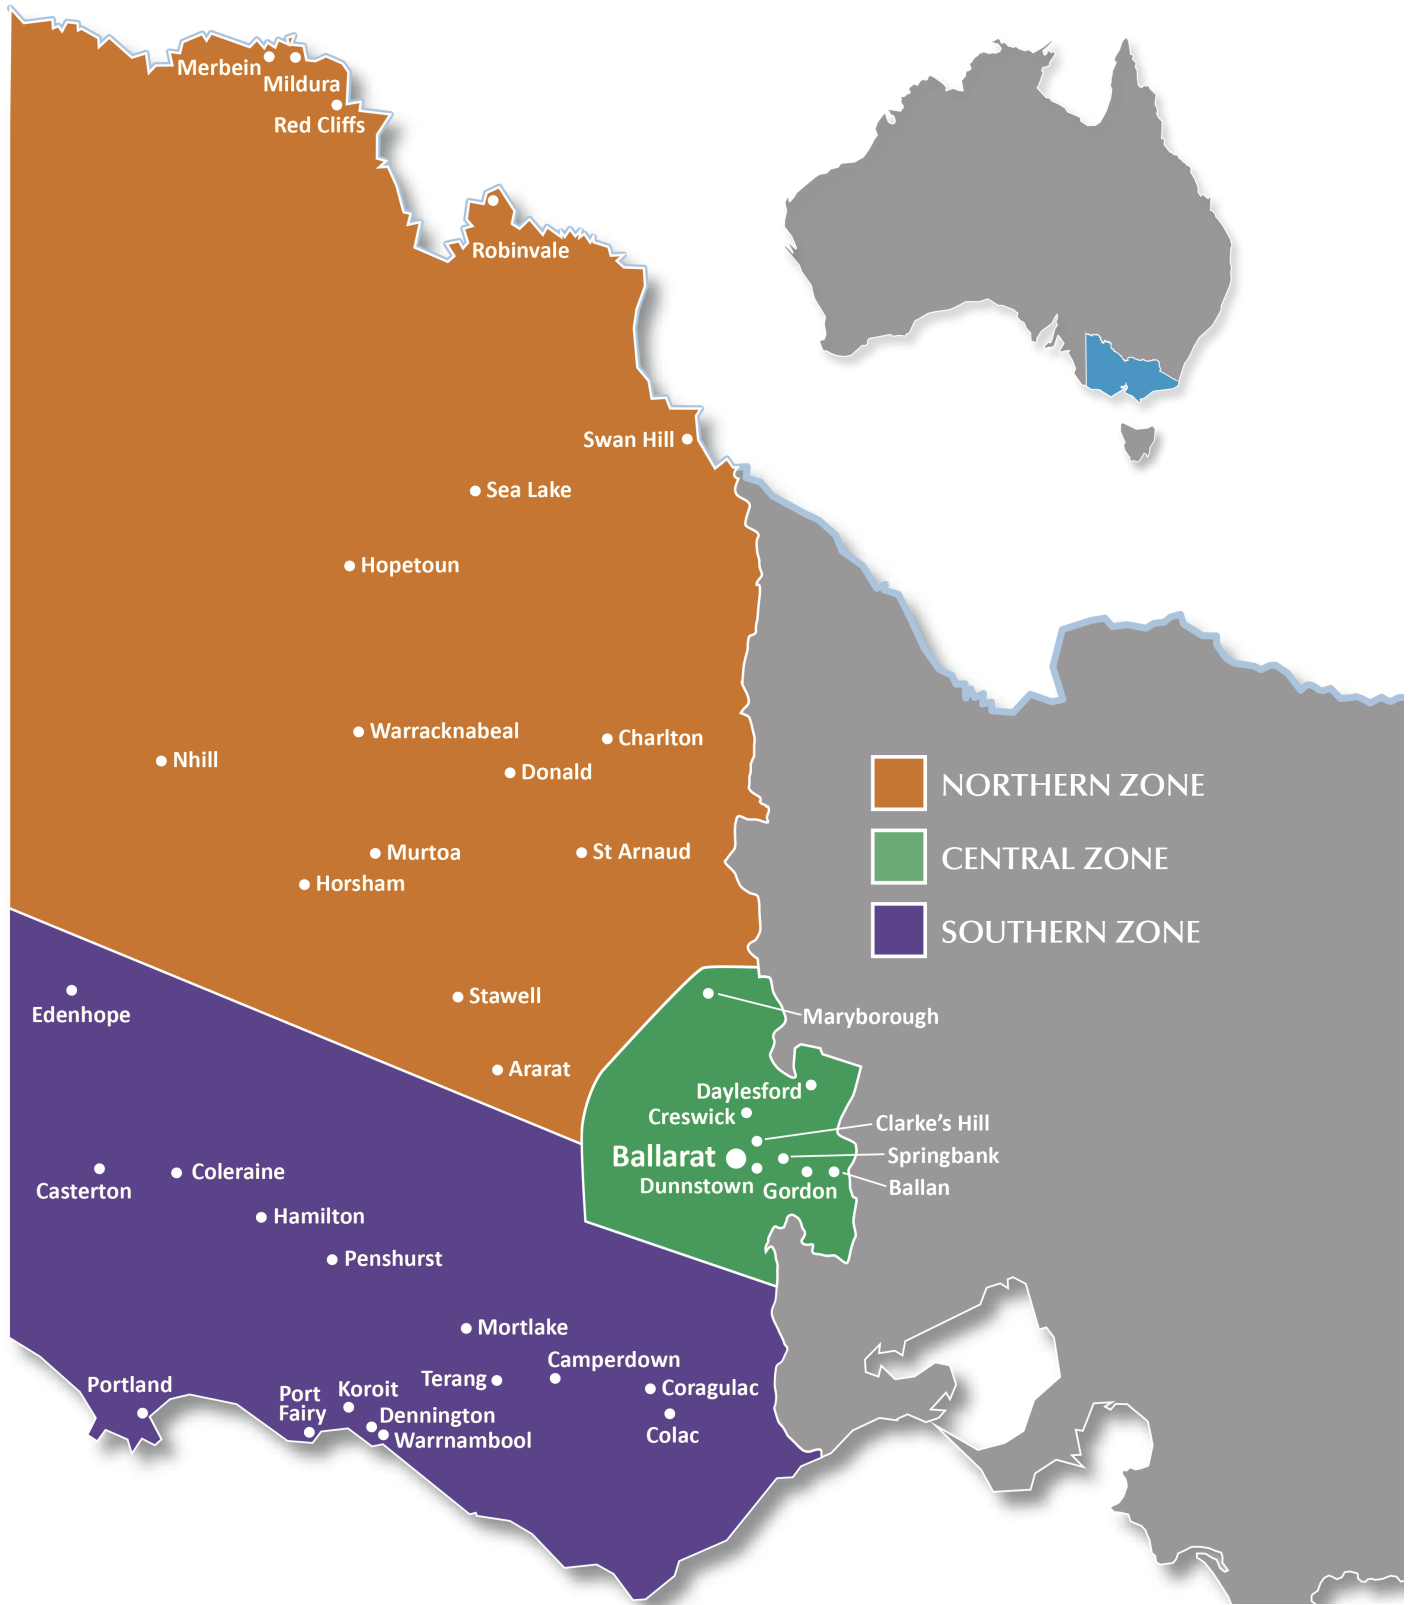 Merbein
Mildura
Red Cliffs
Robinvale
Swan Hill
Sea Lake
Hopetoun
Warracknabeal
Charlton
Nhill
Donald
NORTHERN ZONE
Murtoa
St Arnaud
CENTRAL ZONE
Horsham
SOUTHERN ZONE
Edenhope
Stawell
Maryborough
Ararat
Daylesford
Creswick
Clarke's Hill
Ballarat
Springbank
Dunnstown
Gordon
Ballan
Casterton
Coleraine
Hamilton
Penshurst
Mortlake
Camperdown
Terang
Coragulac
Portland
Port
Fairy
Koroit
Dennington
Warrnambool
Colac